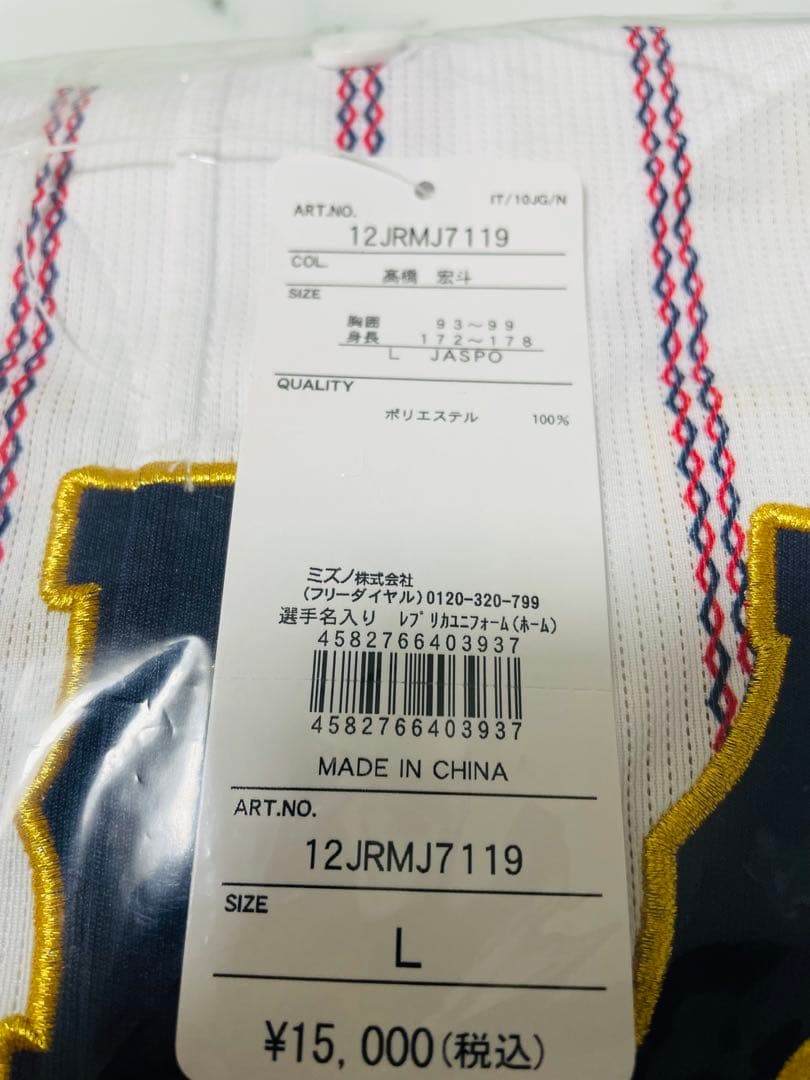 IT/10JG/N
ART.NO.
12JRMJ7119
COL.
髙橋 宏斗
SIZE
胸囲 93～99
身長 172～178
L JASPO
QUALITY
ポリエステル 100%
ミズノ株式会社
(フリーダイヤル)0120-320-799
選手名入り ﾚﾌﾟﾘｶﾕﾆﾌｫｰﾑ(ﾎｰﾑ)
4582766403937
4582766403937
MADE IN CHINA
ART.NO.
12JRMJ7119
SIZE
L
¥15,000(税込)